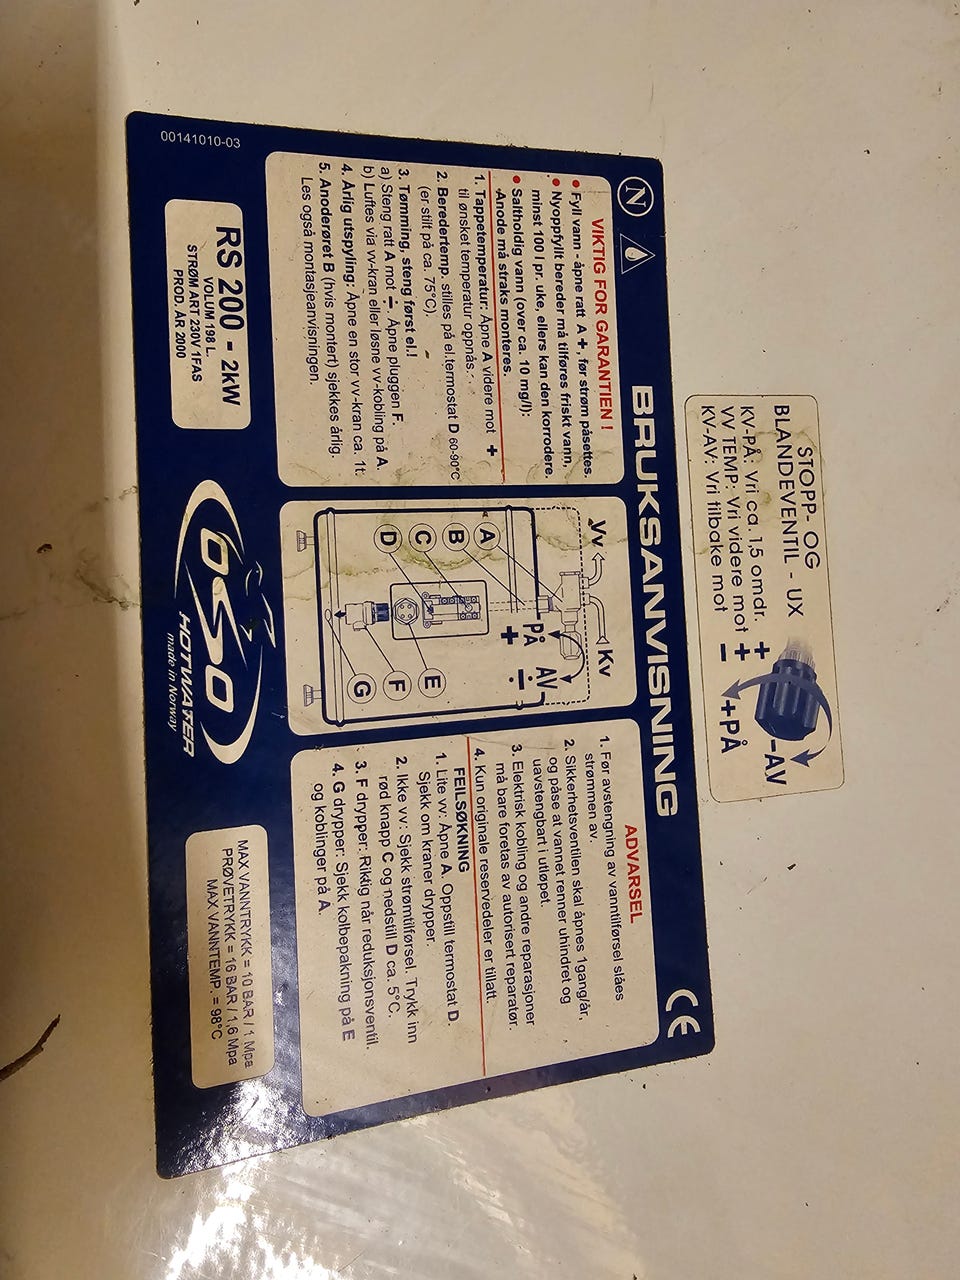 STOPP- OG
BLANDEVENTIL - UX
KV-PÅ: Vri ca. 1,5 omdr. +
VV TEMP: Vri videre mot +
KV-AV: Vri tilbake mot −
−AV
+PÅ
N
BRUKSANVISNING
CE
VIKTIG FOR GARANTIEN !
• Fyll vann - åpne ratt A +, før strøm påsettes.
• Nyoppfyllt bereder må tilføres friskt vann,
minst 100 l pr. uke, ellers kan den korrodere.
• Saltholdig vann (over ca. 10 mg/l);
Anode må straks monteres.
1. Tappetemperatur: Åpne A videre mot +
til ønsket temperatur oppnås.
2. Beredertemp. stilles på el.termostat D 60-90°C
(er stilt på ca. 75°C).
3. Tømming, steng først el.!
a) Steng ratt A mot ÷. Åpne pluggen F.
b) Luftes via vv-kran eller løsne vv-kobling på A.
4. Årlig utspyling: Åpne en stor vv-kran ca. 1t.
5. Anoderøret B (hvis montert) sjekkes årlig.
Les også montasjeanvisningen.
Vv
Kv
PÅ
+
AV
÷
−
A
B
C
D
E
F
G
ADVARSEL
1. Før avstengning av vanntilførsel slåes
strømmen av.
2. Sikkerhetsventilen skal åpnes 1gang/år,
og påse at vannet renner uhindret og
uavstengbart i utløpet.
3. Elektrisk kobling og andre reparasjoner
må bare foretas av autorisert reparatør.
4. Kun originale reservedeler er tillatt.
FEILSØKNING
1. Lite vv: Åpne A. Oppstill termostat D.
Sjekk om kraner drypper.
2. Ikke vv: Sjekk strømtilførsel. Trykk inn
rød knapp C og nedstill D ca. 5°C.
3. F drypper: Riktig når reduksjonsventil.
4. G drypper: Sjekk kolbepakning på E
og koblinger på A.
00141010-03
RS 200 - 2kW
VOLUM 198 L.
STRØM ART 230V 1FAS
PROD. ÅR 2000
OSO
HOTWATER
made in Norway
MAX VANNTRYKK = 10 BAR / 1 Mpa
PRØVETRYKK = 16 BAR / 1,6 Mpa
MAX VANNTEMP. = 98°C